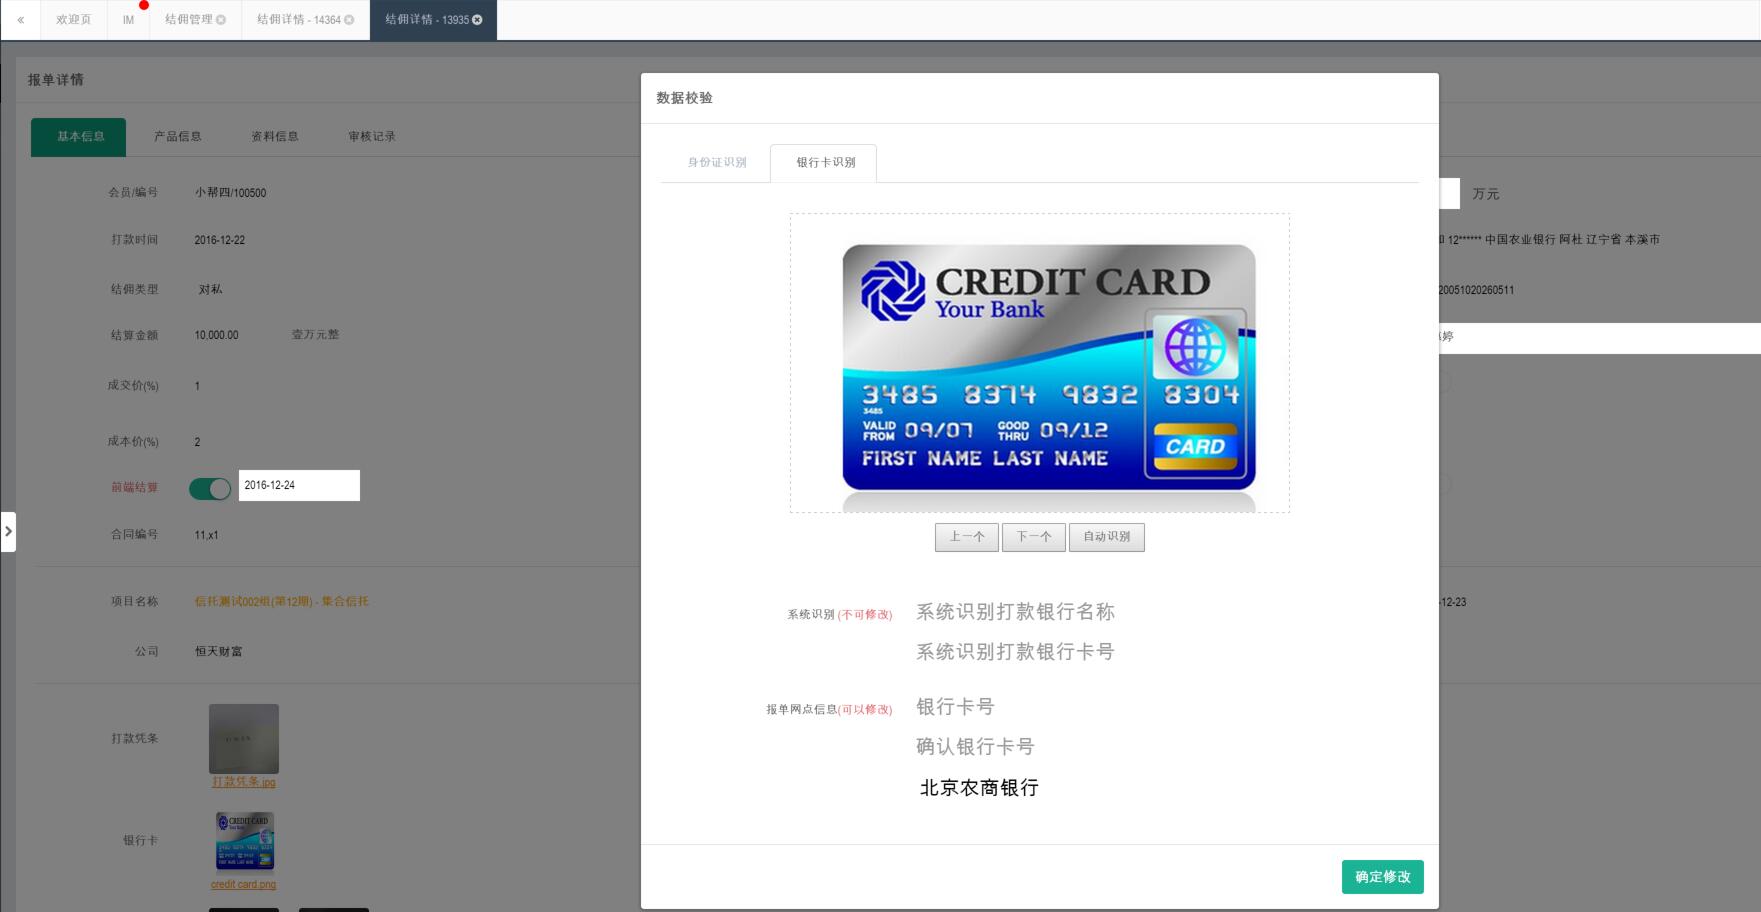 «
欢迎页
IM
结佣管理
结佣详情 - 14364
结佣详情 - 13935
报单详情
基本信息
产品信息
资料信息
审核记录
会员/编号 小帮四/100500
打款时间 2016-12-22
结佣类型 对私
结算金额 10,000.00 壹万元整
成交价(%) 1
成本价(%) 2
前端结算 2016-12-24
合同编号 11,x1
项目名称 信托测试002组(第12期) - 集合信托
公司 恒天财富
打款凭条
打款凭条.jpg
银行卡
CREDIT CARD
Your Bank
credit card.png
数据校验
身份证识别
银行卡识别
CREDIT CARD
Your Bank
3485 8374 9832 8304
3485
VALID FROM 09/07 GOOD THRU 09/12
FIRST NAME LAST NAME
CARD
上一个
下一个
自动识别
系统识别 (不可修改) 系统识别打款银行名称
系统识别打款银行卡号
报单网点信息(可以修改) 银行卡号
确认银行卡号
北京农商银行
确定修改
万元
12****** 中国农业银行 阿杜 辽宁省 本溪市
20051020260511
婷
-12-23